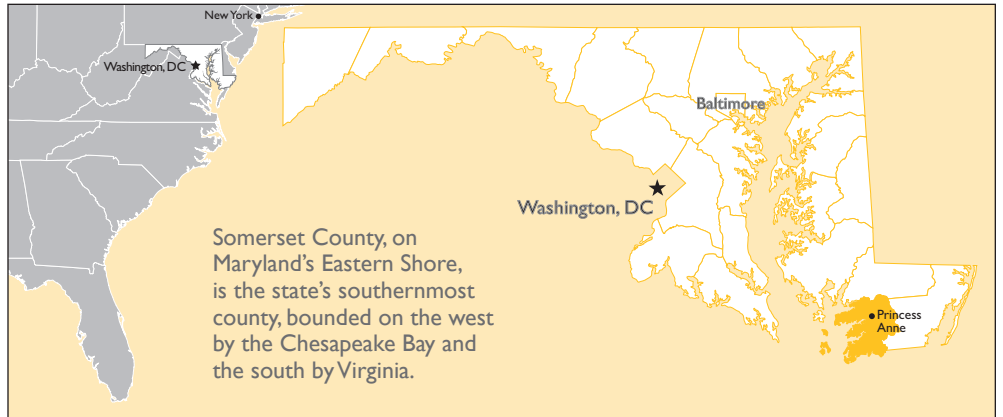 New York
Washington, DC
Baltimore
Washington, DC
Somerset County, on
Maryland’s Eastern Shore,
is the state’s southernmost
county, bounded on the west
by the Chesapeake Bay and
the south by Virginia.
Princess
Anne